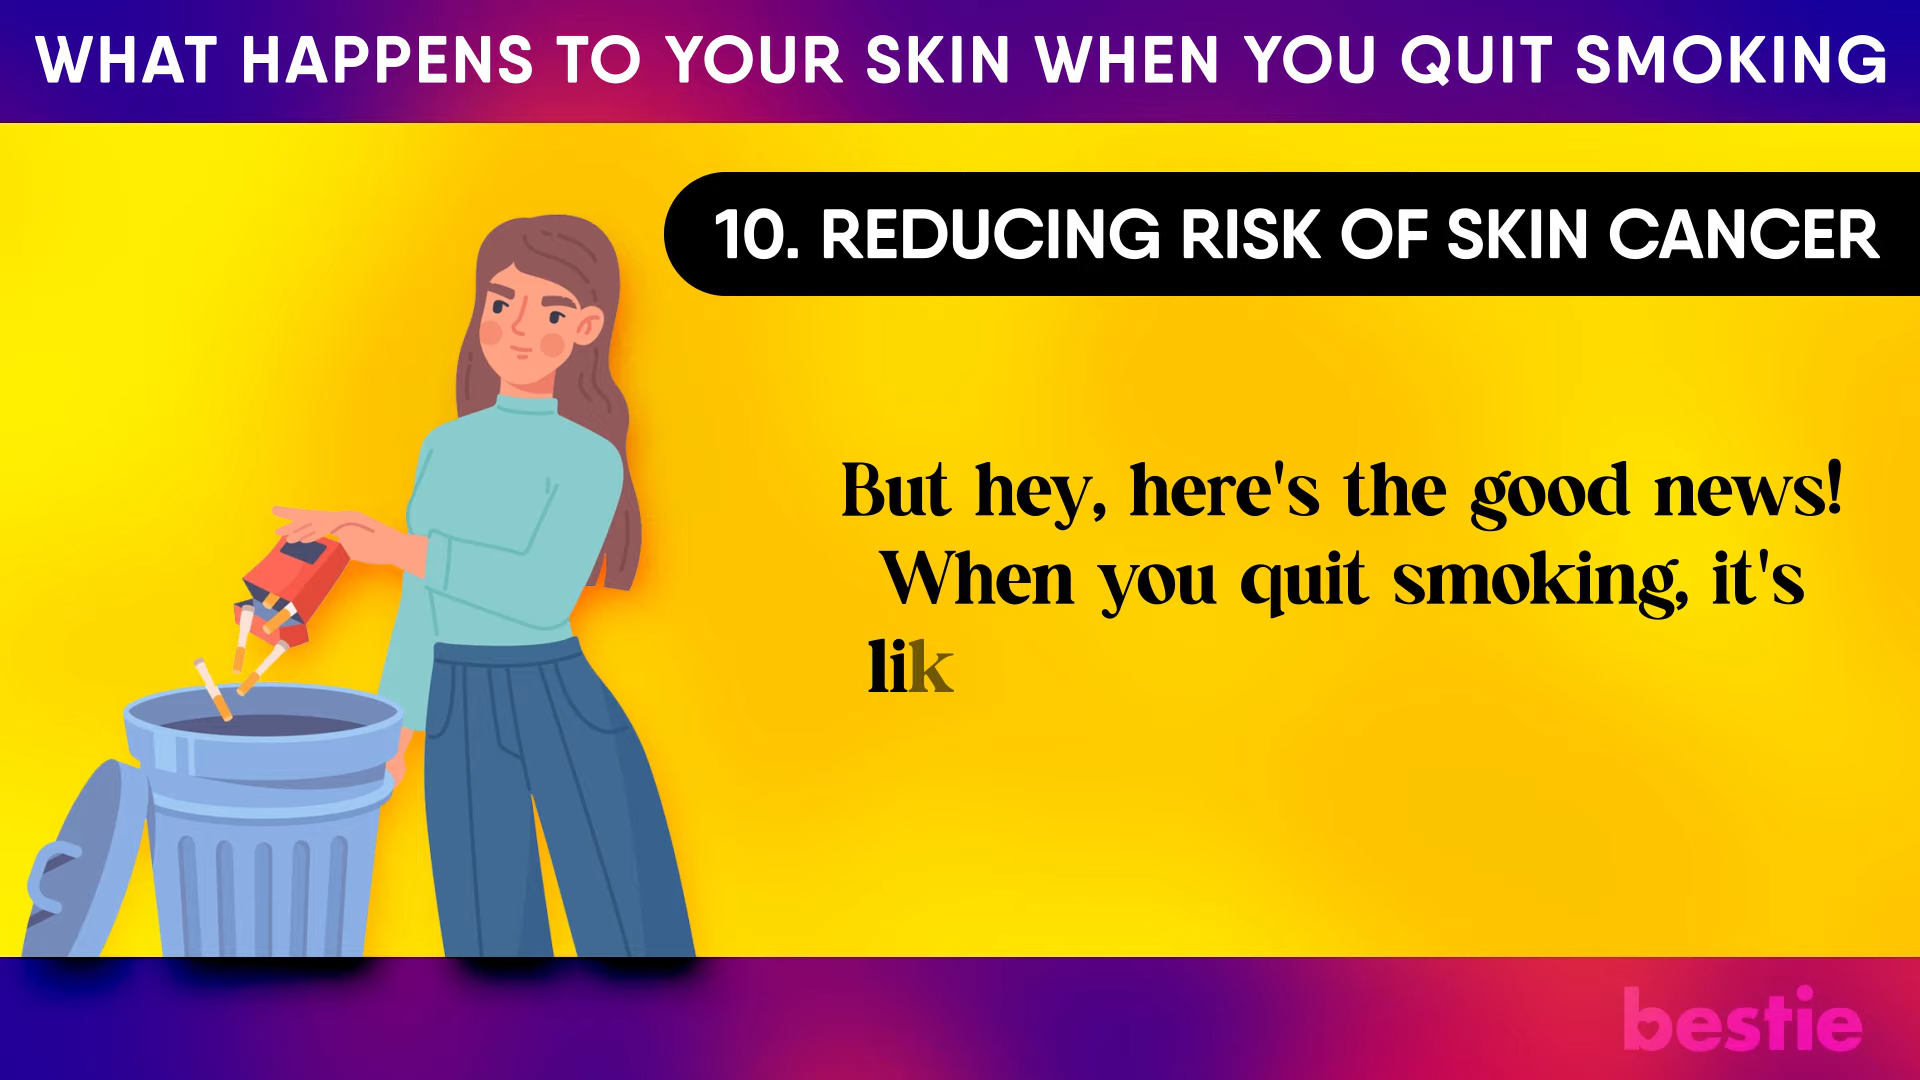 WHAT HAPPENS TO YOUR SKIN WHEN YOU QUIT SMOKING
10. REDUCING RISK OF SKIN CANCER
But hey, here's the good news!
When you quit smoking, it's
lik
bestie